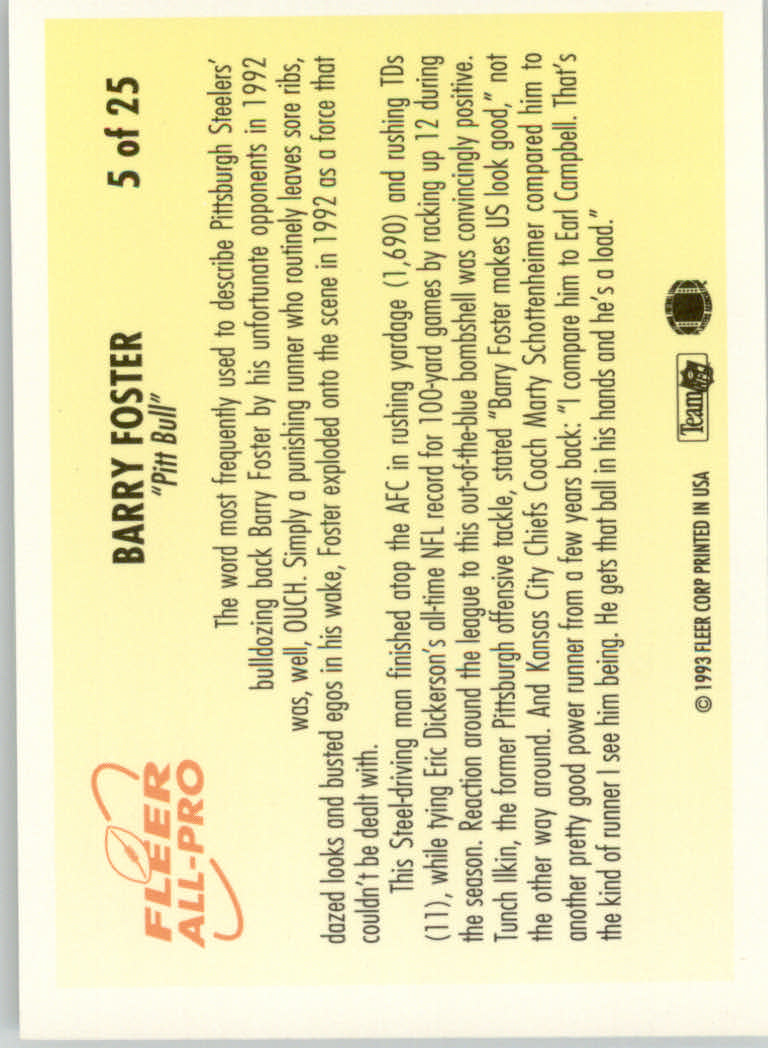 FLEER
ALL-PRO
BARRY FOSTER
"Pitt Bull"
5 of 25
The word most frequently used to describe Pittsburgh Steelers'
bulldozing back Barry Foster by his unfortunate opponents in 1992
was, well, OUCH. Simply a punishing runner who routinely leaves sore ribs,
dazed looks and busted egos in his wake, Foster exploded onto the scene in 1992 as a force that
couldn't be dealt with.
This Steel-driving man finished atop the AFC in rushing yardage (1,690) and rushing TDs
(11), while tying Eric Dickerson's all-time NFL record for 100-yard games by racking up 12 during
the season. Reaction around the league to this out-of-the-blue bombshell was convincingly positive.
Tunch Ilkin, the former Pittsburgh offensive tackle, stated "Barry Foster makes US look good," not
the other way around. And Kansas City Chiefs Coach Marty Schottenheimer compared him to
another pretty good power runner from a few years back: "I compare him to Earl Campbell. That's
the kind of runner I see him being. He gets that ball in his hands and he's a load."
© 1993 FLEER CORP PRINTED IN USA
Team NFL